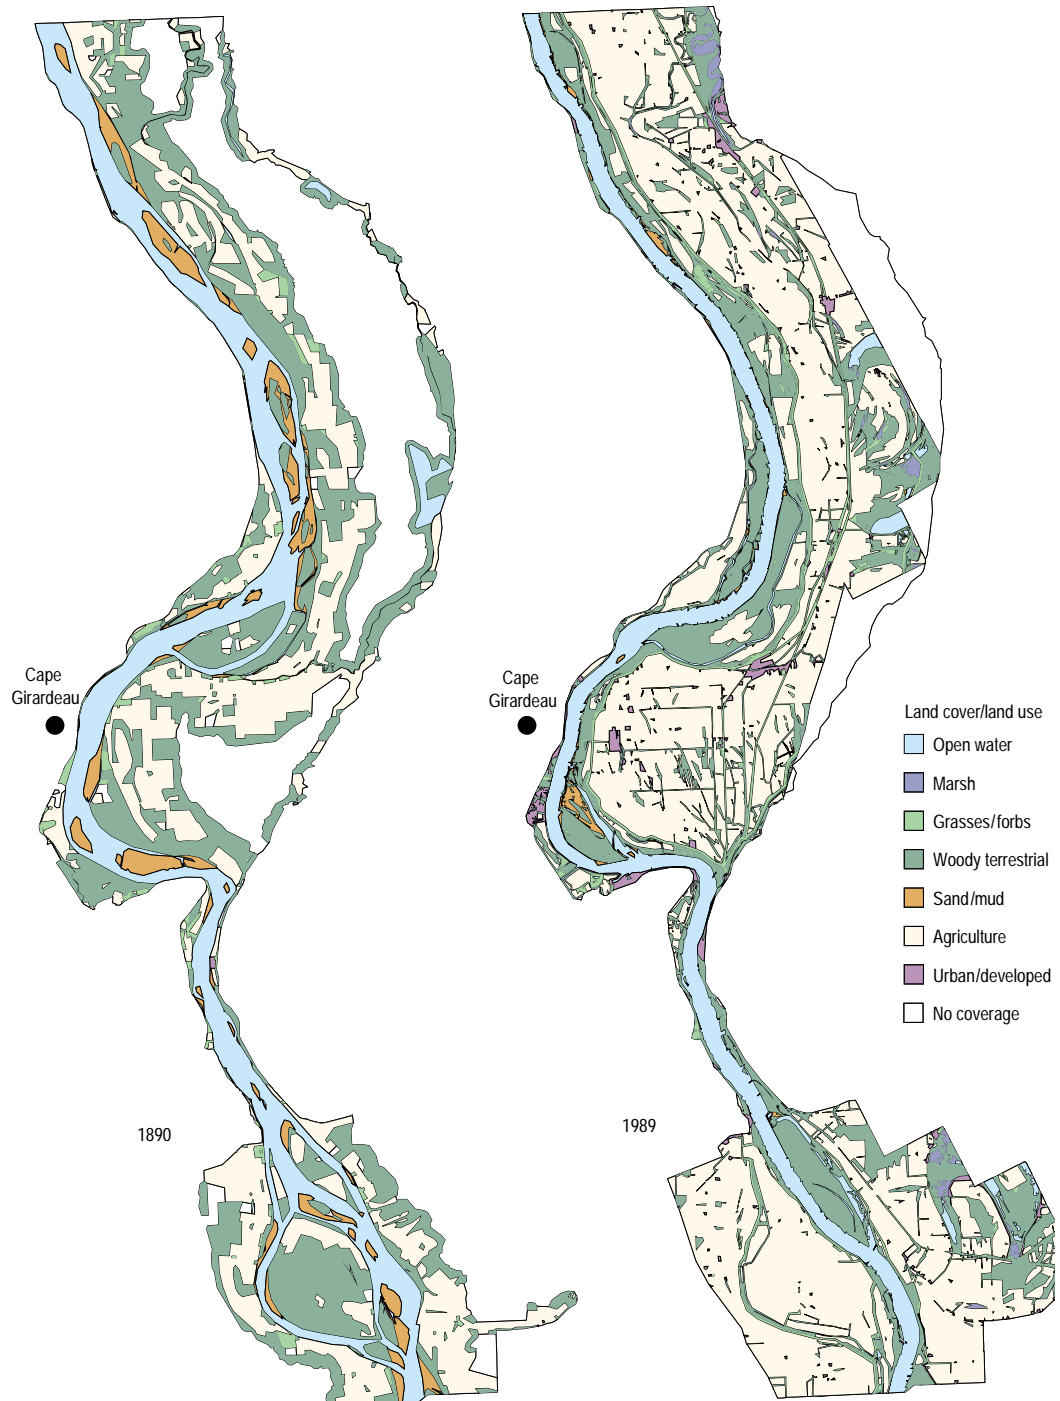 Cape
Girardeau
1890
Cape
Girardeau
1989
Land cover/land use
Open water
Marsh
Grasses/forbs
Woody terrestrial
Sand/mud
Agriculture
Urban/developed
No coverage